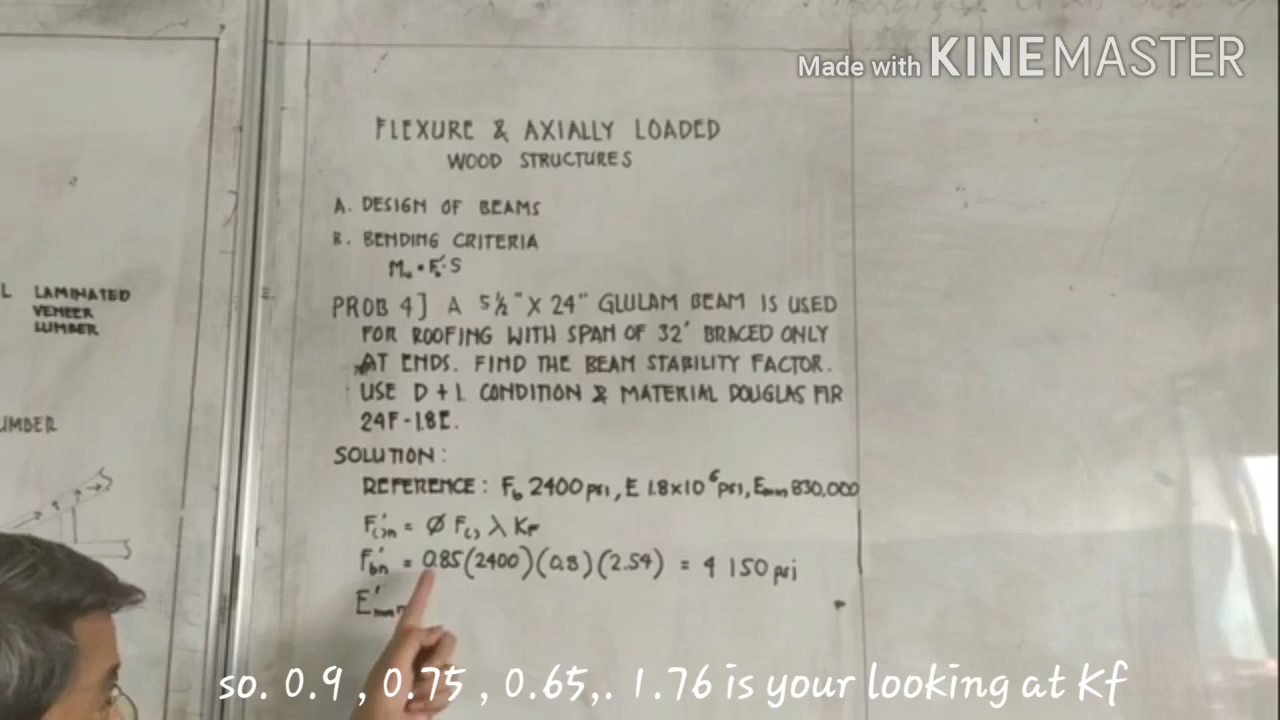 Made with KINEMASTER
FLEXURE & AXIALLY LOADED
WOOD STRUCTURES
A. DESIGN OF BEAMS
B. BENDING CRITERIA
L LAMINATED
VENEER
LUMBER
PROB 4] A 5½" X 24" GLULAM BEAM IS USED
FOR ROOFING WITH SPAN OF 32' BRACED ONLY
AT ENDS. FIND THE BEAM STABILITY FACTOR.
USE D + L CONDITION & MATERIAL DOUGLAS FIR
24F-1.8E.
UMBER
SOLUTION:
REFERENCE: Fb 2400 psi, E 1.8x10⁶ psi, Emin 830,000
F'()n = Ø F() λ KF
F'bn = 0.85(2400)(0.8)(2.54) = 4 150 psi
so. 0.9 , 0.75 , 0.65,. 1.76 is your looking at Kf